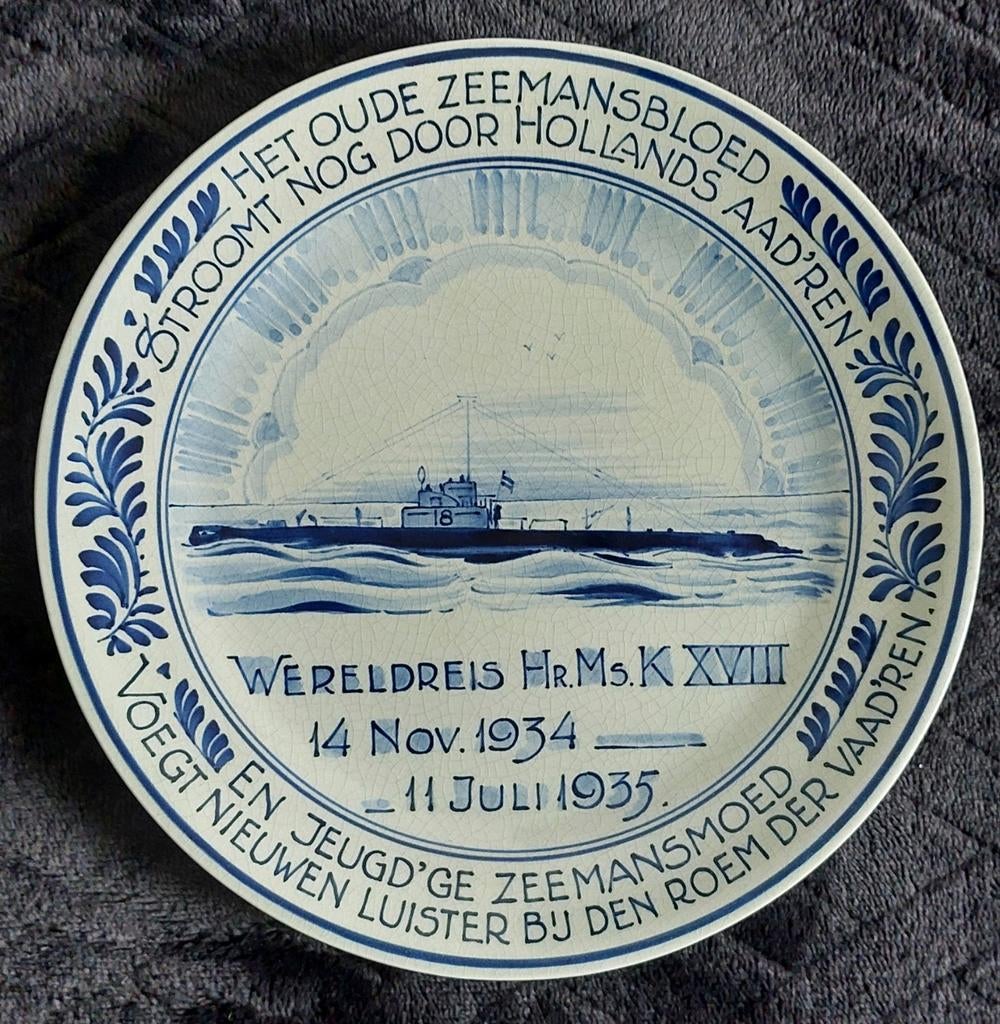 HET OUDE ZEEMANSBLOED
STROOMT NOG DOOR HOLLANDS AAD'REN
18
WERELDREIS HR. MS. K XVIII
14 NOV. 1934 —
– 11 JULI 1935.
EN JEUGD'GE ZEEMANSMOED
VOEGT NIEUWEN LUISTER BIJ DEN ROEM DER VAAD'REN.